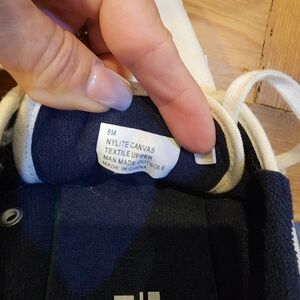 8M
NYLITE CANVAS
TEXTILE UPPER
MAN MADE OUTSOLE
MADE IN CHINA